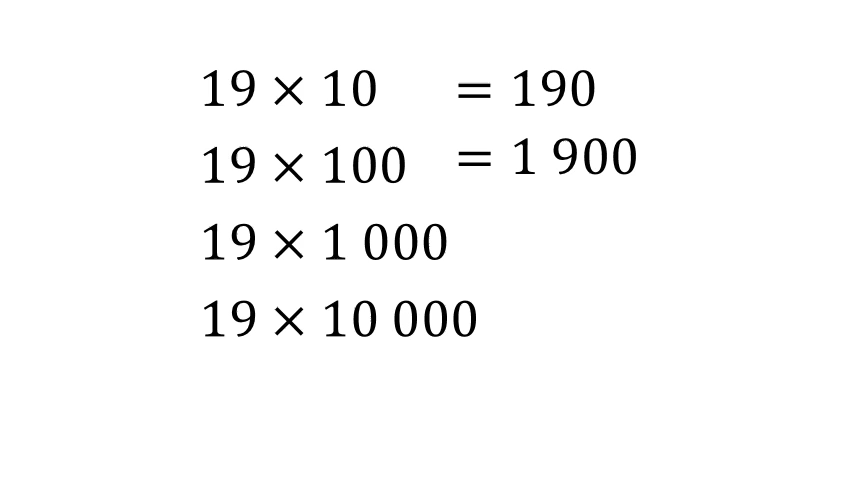 19 × 10 = 190
19 × 100 = 1 900
19 × 1 000
19 × 10 000